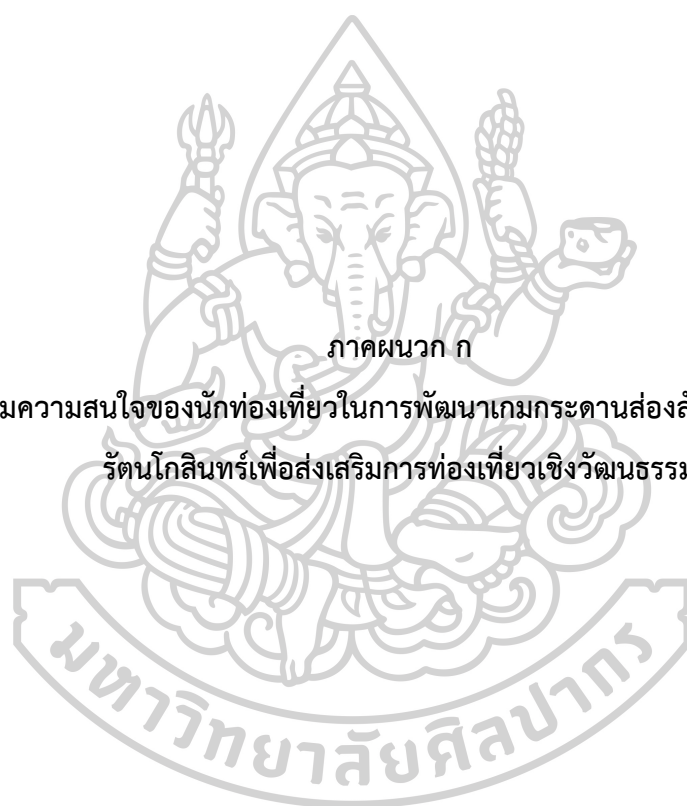 ภาคผนวก ก
มความสนใจของนักท่องเที่ยวในการพัฒนาเกมกระดานส่องสั
รัตนโกสินทร์เพื่อส่งเสริมการท่องเที่ยวเชิงวัฒนธรรม
มหาวิทยาลัยศิลปากร